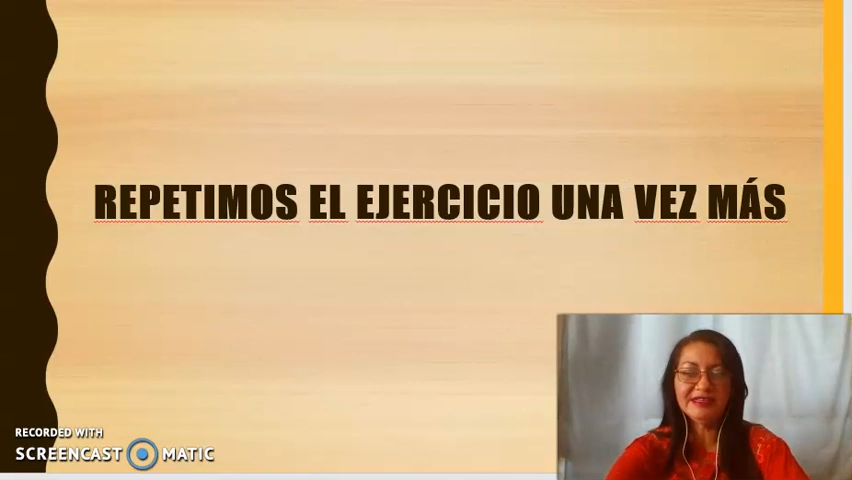 REPETIMOS EL EJERCICIO UNA VEZ MÁS
RECORDED WITH
SCREENCAST MATIC